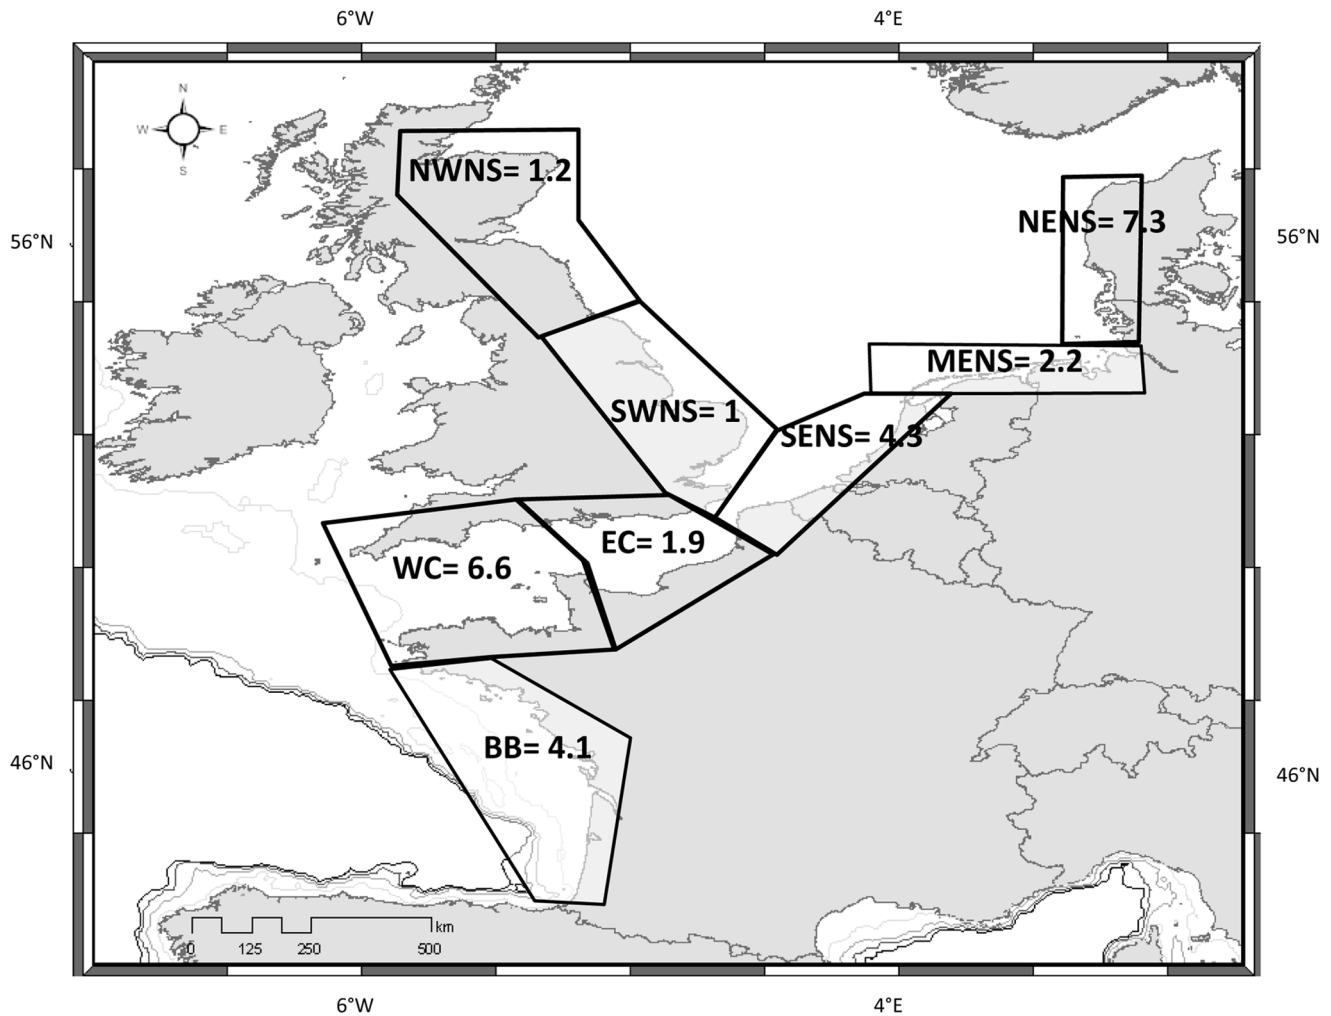 6°W 4°E
N
W E
S
NWNS= 1.2
NENS= 7.3
56°N 56°N
MENS= 2.2
SWNS= 1
SENS= 4.3
EC= 1.9
WC= 6.6
BB= 4.1
46°N 46°N
km
0 125 250 500
6°W 4°E